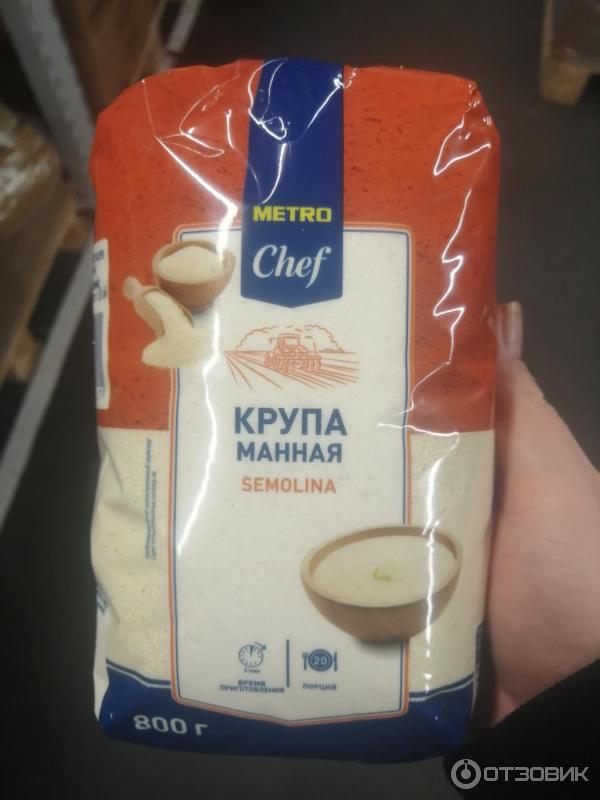 METRO
Chef
КРУПА
МАННАЯ
SEMOLINA
20
ВРЕМЯ
ПРИГОТОВЛЕНИЯ
ПОРЦИЙ
800 г
ОТЗОВИК